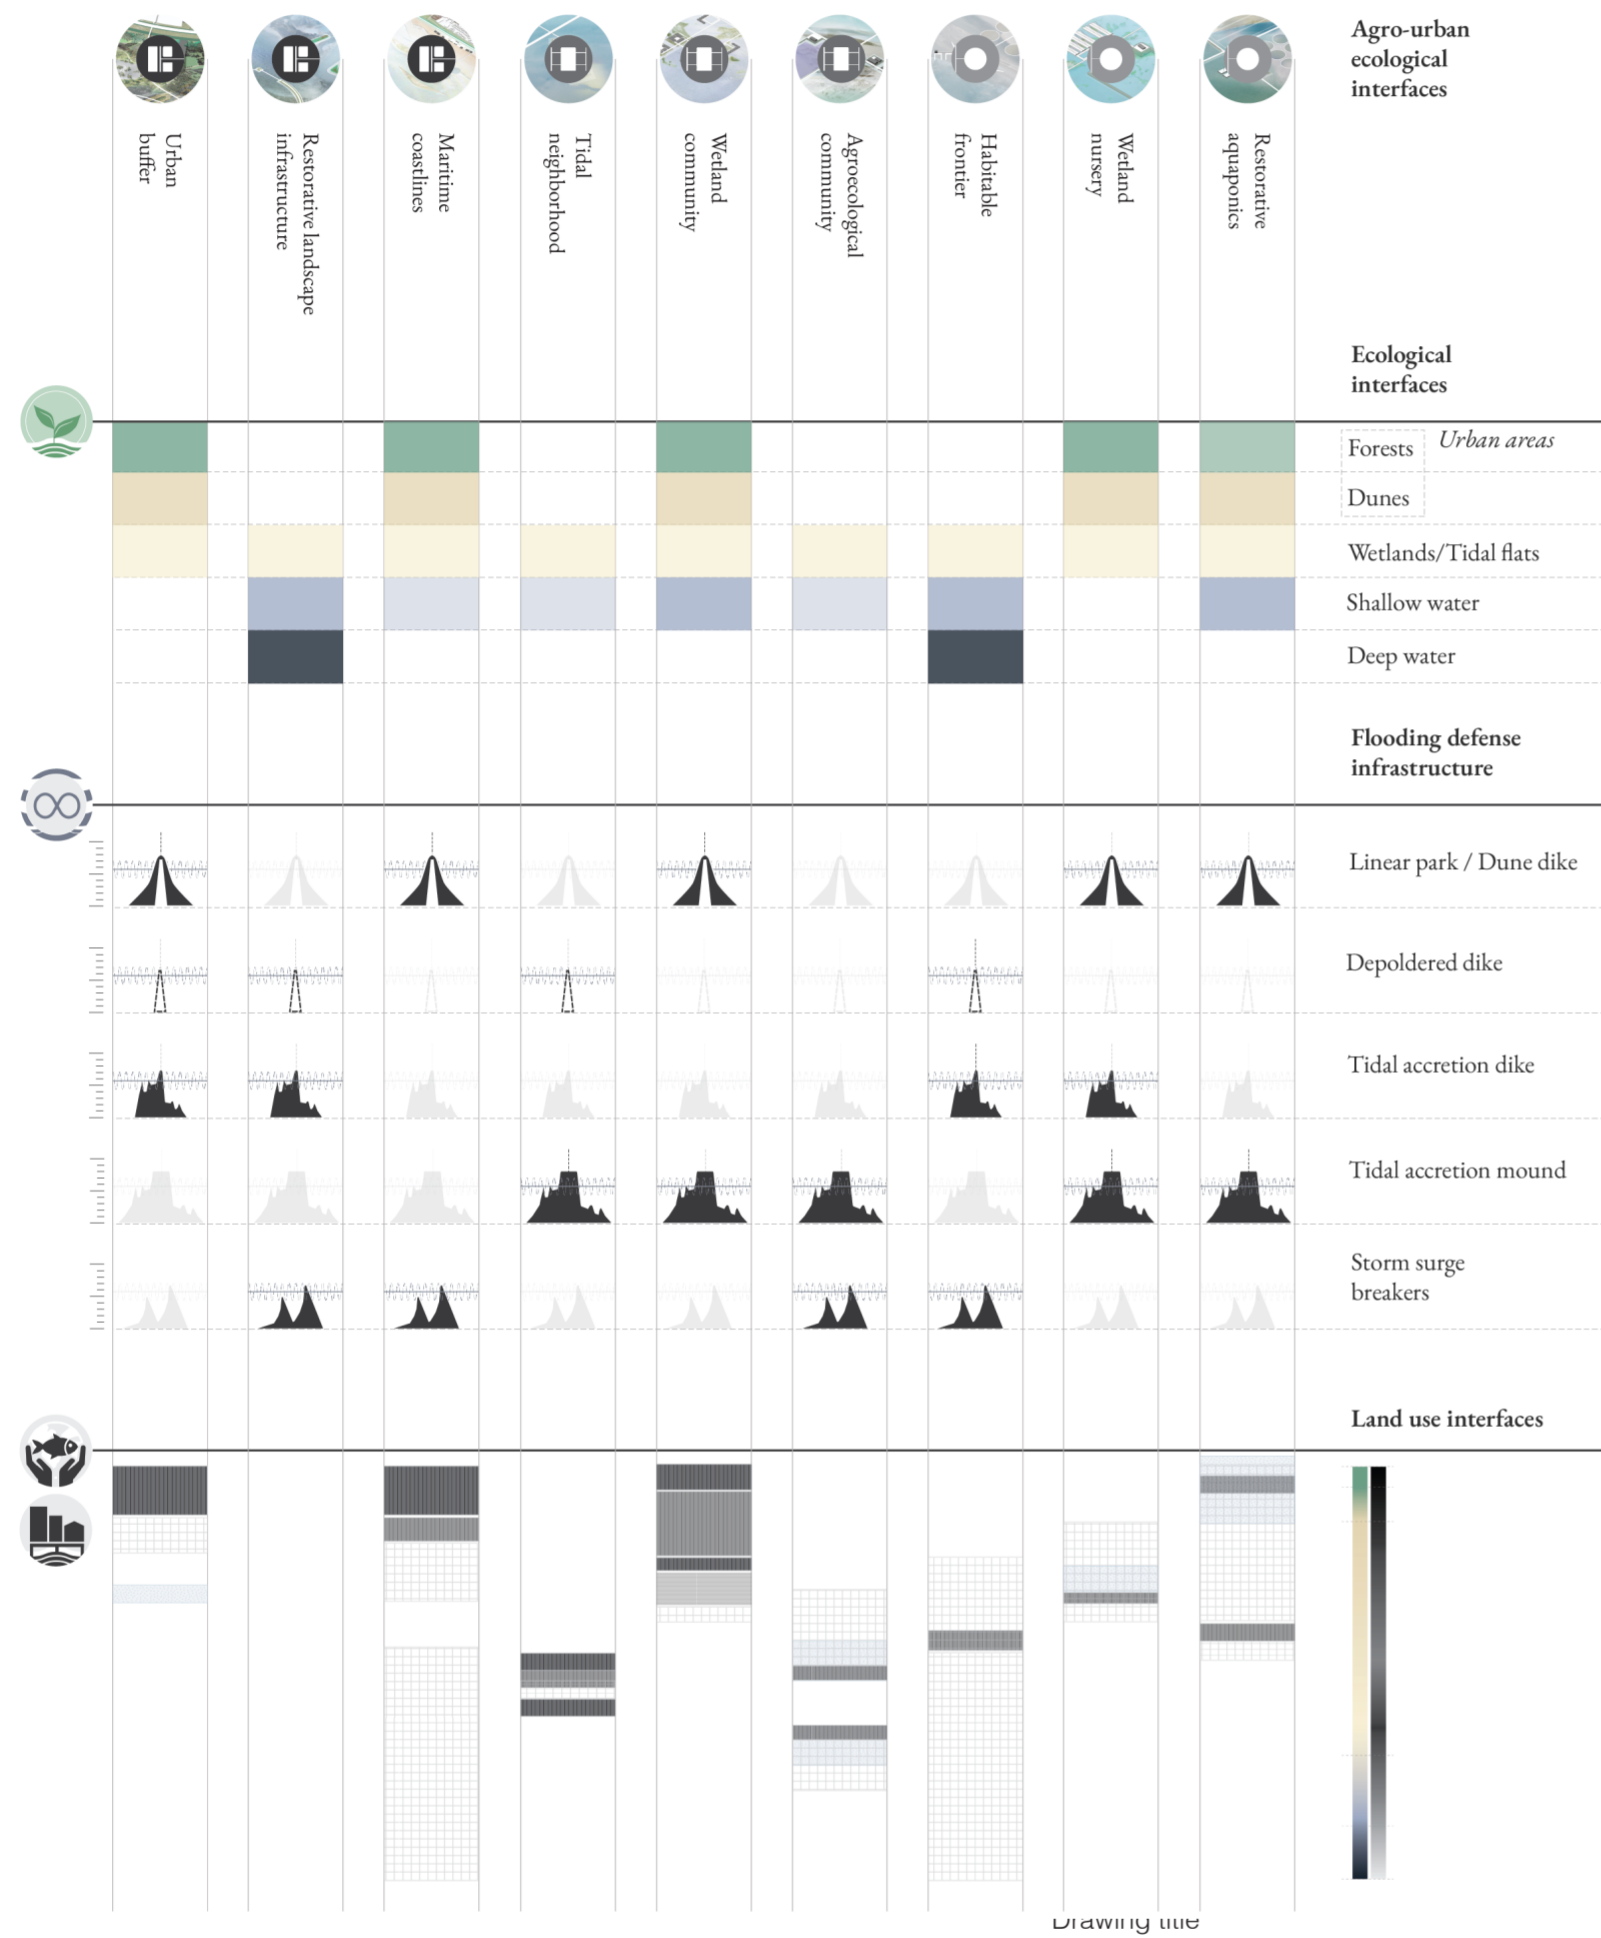 Agro-urban
ecological
interfaces
Urban
buffer
Restorative landscape
infrastructure
Maritime
coastlines
Tidal
neighborhood
Wetland
community
Agroecological
community
Habitable
frontier
Wetland
nursery
Restorative
aquaponics
Ecological
interfaces
Forests
Urban areas
Dunes
Wetlands/Tidal flats
Shallow water
Deep water
Flooding defense
infrastructure
Linear park / Dune dike
Depoldered dike
Tidal accretion dike
Tidal accretion mound
Storm surge
breakers
Land use interfaces
Drawing title